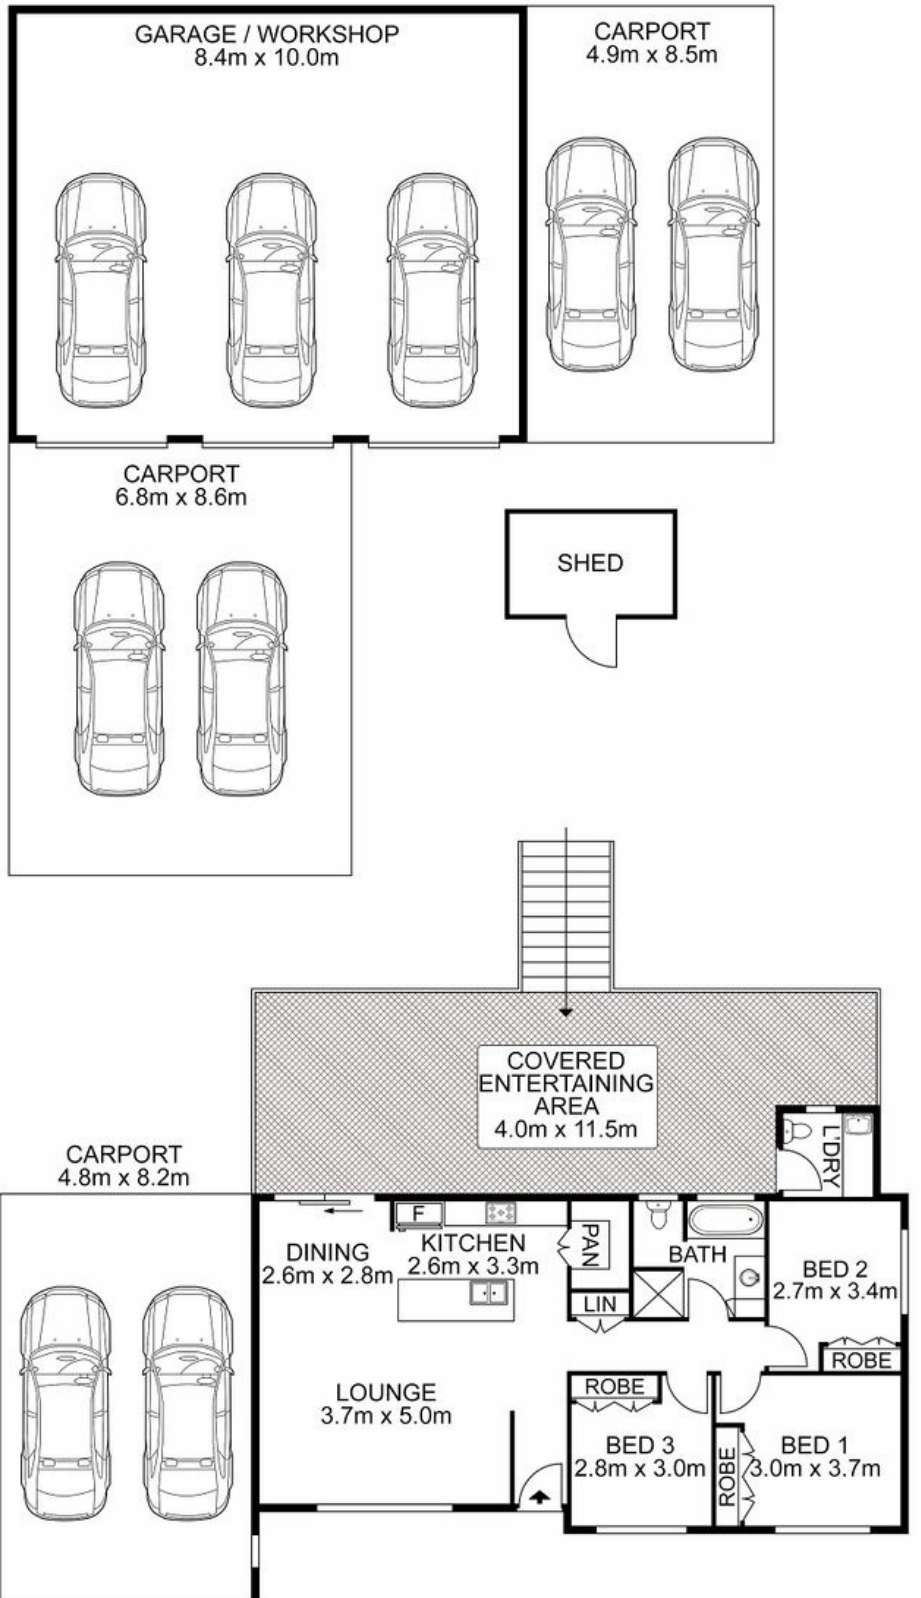 GARAGE / WORKSHOP
8.4m x 10.0m
CARPORT
4.9m x 8.5m
CARPORT
6.8m x 8.6m
SHED
COVERED
ENTERTAINING
AREA
4.0m x 11.5m
L'DRY
CARPORT
4.8m x 8.2m
DINING
2.6m x 2.8m
F
KITCHEN
2.6m x 3.3m
PAN
BATH
BED 2
2.7m x 3.4m
LIN
ROBE
LOUNGE
3.7m x 5.0m
ROBE
BED 3
2.8m x 3.0m
ROBE
BED 1
3.0m x 3.7m